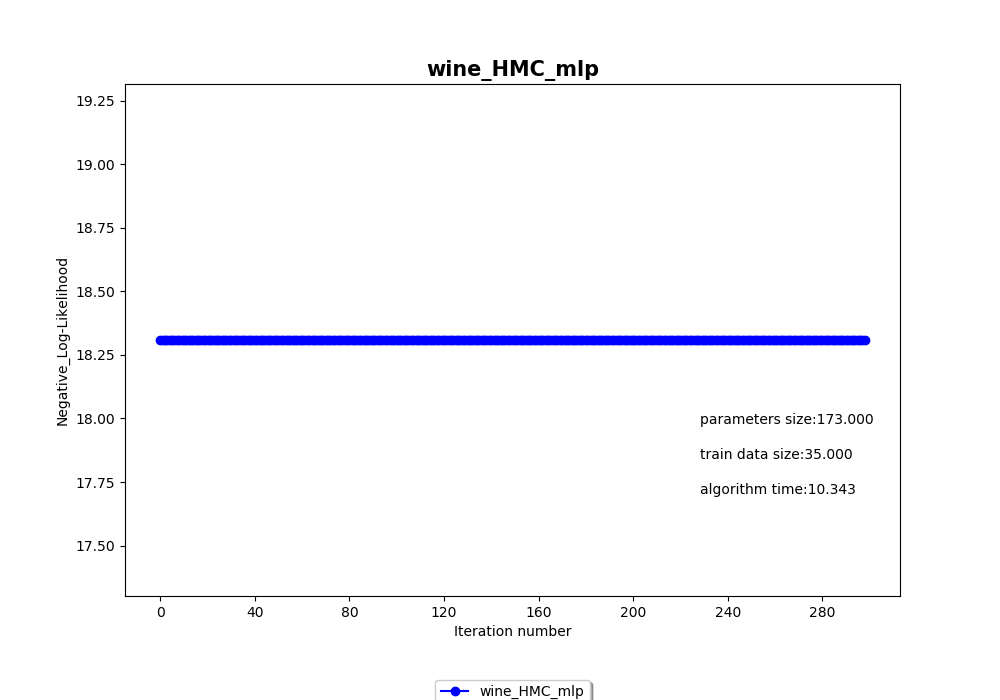 wine_HMC_mlp
19.25
19.00
18.75
18.50
18.25
18.00
17.75
17.50
Negative_Log-Likelihood
parameters size:173.000
train data size:35.000
algorithm time:10.343
0 40 80 120 160 200 240 280
Iteration number
wine_HMC_mlp